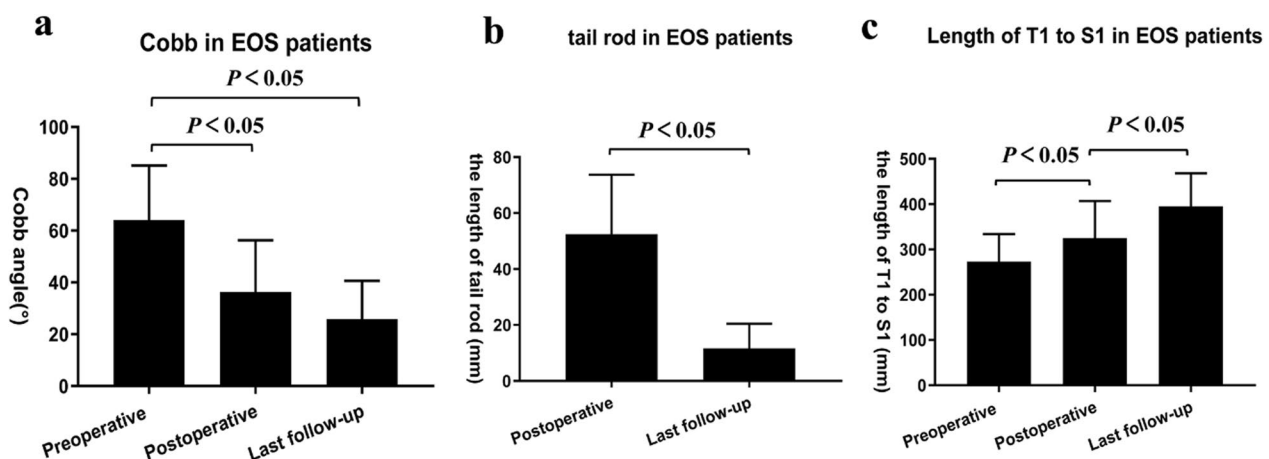 a
Cobb in EOS patients
P < 0.05
P < 0.05
Cobb angle(°)
100
80
60
40
20
0
Preoperative
Postoperative
Last follow-up
b
tail rod in EOS patients
P < 0.05
the length of tail rod (mm)
80
60
40
20
0
Postoperative
Last follow-up
c
Length of T1 to S1 in EOS patients
P < 0.05
P < 0.05
the length of T1 to S1 (mm)
500
400
300
200
100
0
Preoperative
Postoperative
Last follow-up